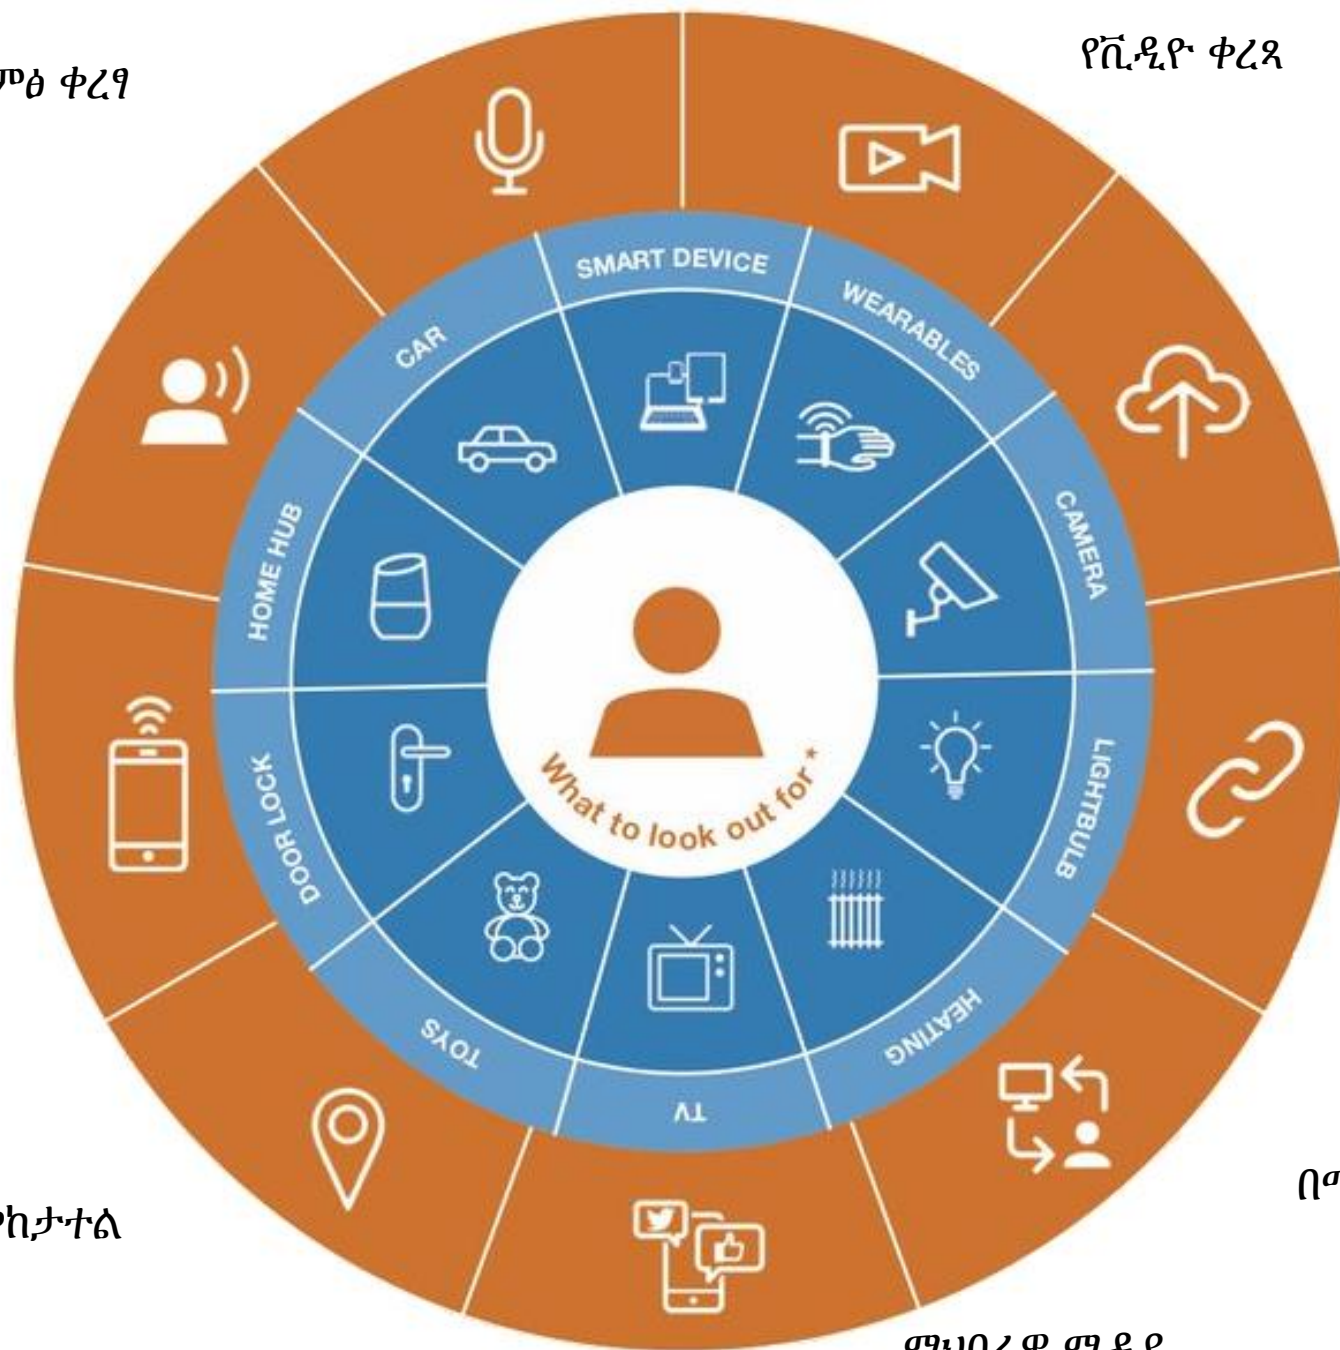 የቪዲዮ ቀረጻ
ቀረፃ
SMART DEVICE
WEARABLES
CAMERA
LIGHTBULB
HEATING
TV
TOYS
DOOR LOCK
HOME HUB
CAR
What to look out for *